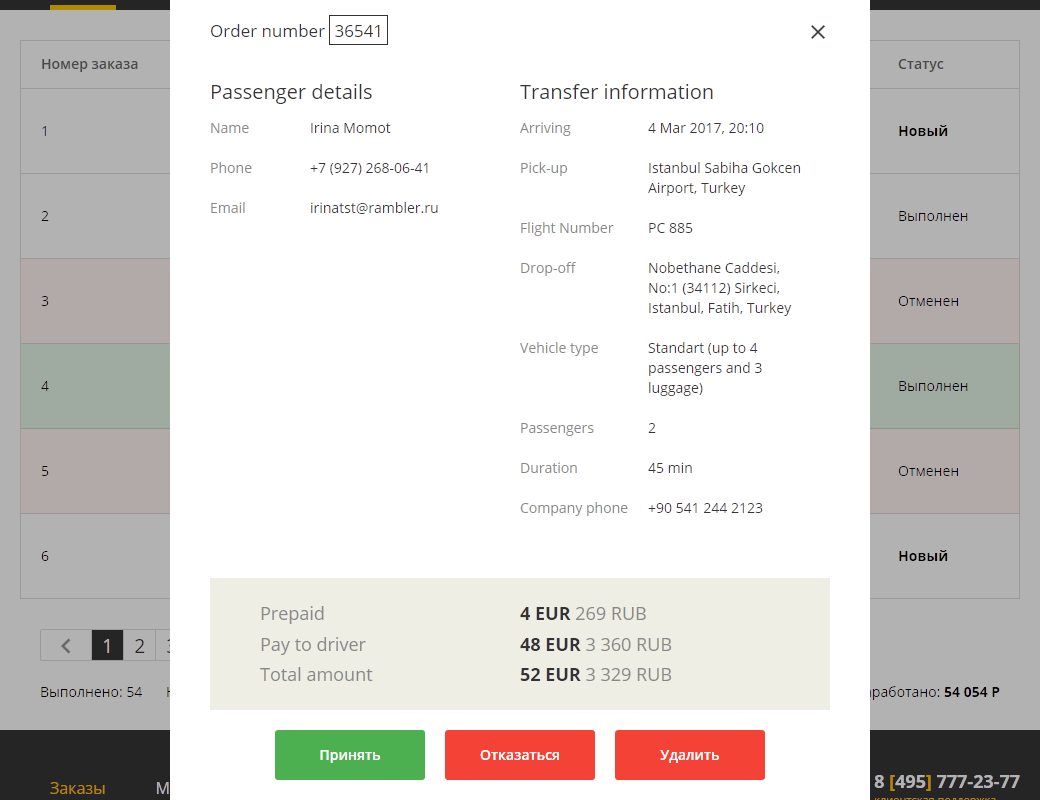 Order number 36541
Номер заказа
Статус
Passenger details
Transfer information
Name Irina Momot
Arriving 4 Mar 2017, 20:10
1
Новый
Phone +7 (927) 268-06-41
Pick-up Istanbul Sabiha Gokcen
Airport, Turkey
Email irinatst@rambler.ru
2
Выполнен
Flight Number PC 885
Drop-off Nobethane Caddesi,
No:1 (34112) Sirkeci,
Istanbul, Fatih, Turkey
3
Отменен
Vehicle type Standart (up to 4
passengers and 3
luggage)
4
Выполнен
Passengers 2
Duration 45 min
5
Отменен
Company phone +90 541 244 2123
6
Новый
Prepaid 4 EUR 269 RUB
Pay to driver 48 EUR 3 360 RUB
Total amount 52 EUR 3 329 RUB
1 2
Выполнено: 54
54 054 Р
Принять
Отказаться
Удалить
Заказы
8 [495] 777-23-77